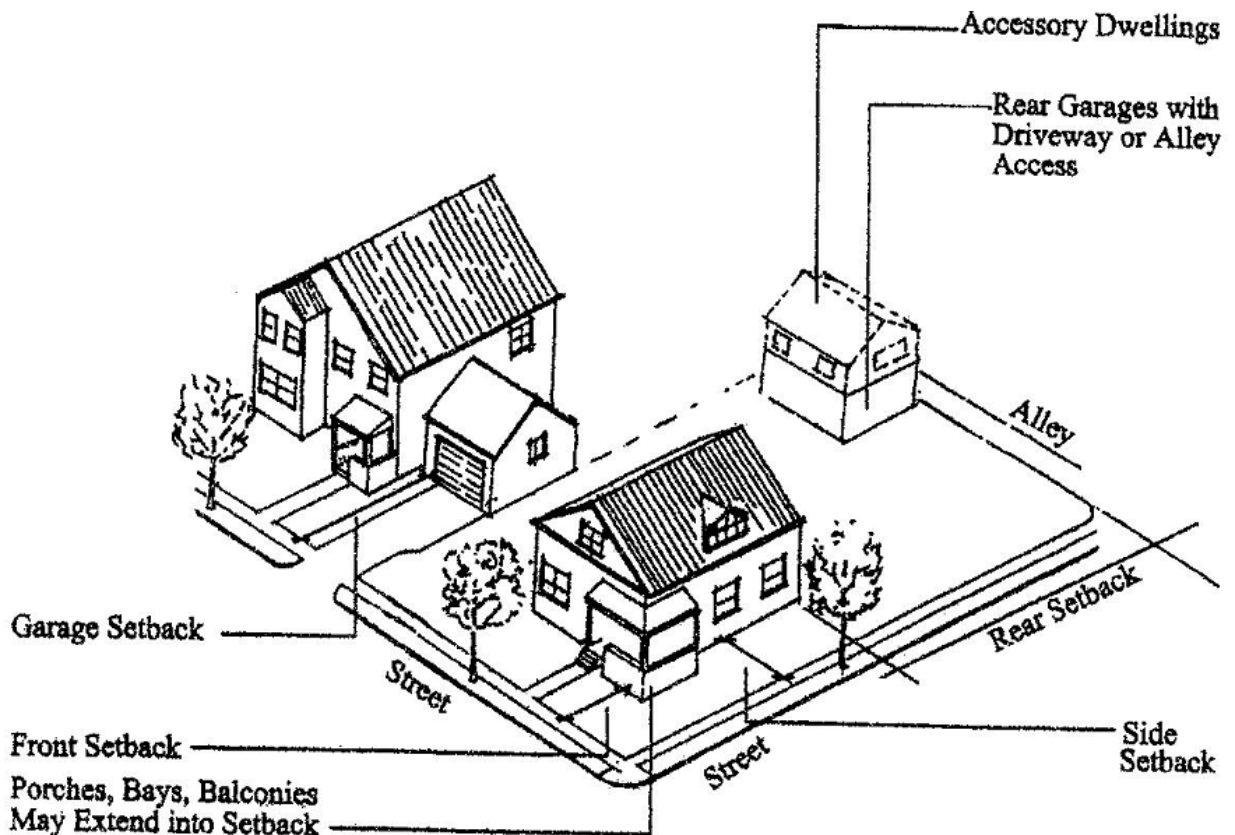 Accessory Dwellings
Rear Garages with
Driveway or Alley
Access
Alley
Rear Setback
Garage Setback
Street
Front Setback
Street
Side
Setback
Porches, Bays, Balconies
May Extend into Setback